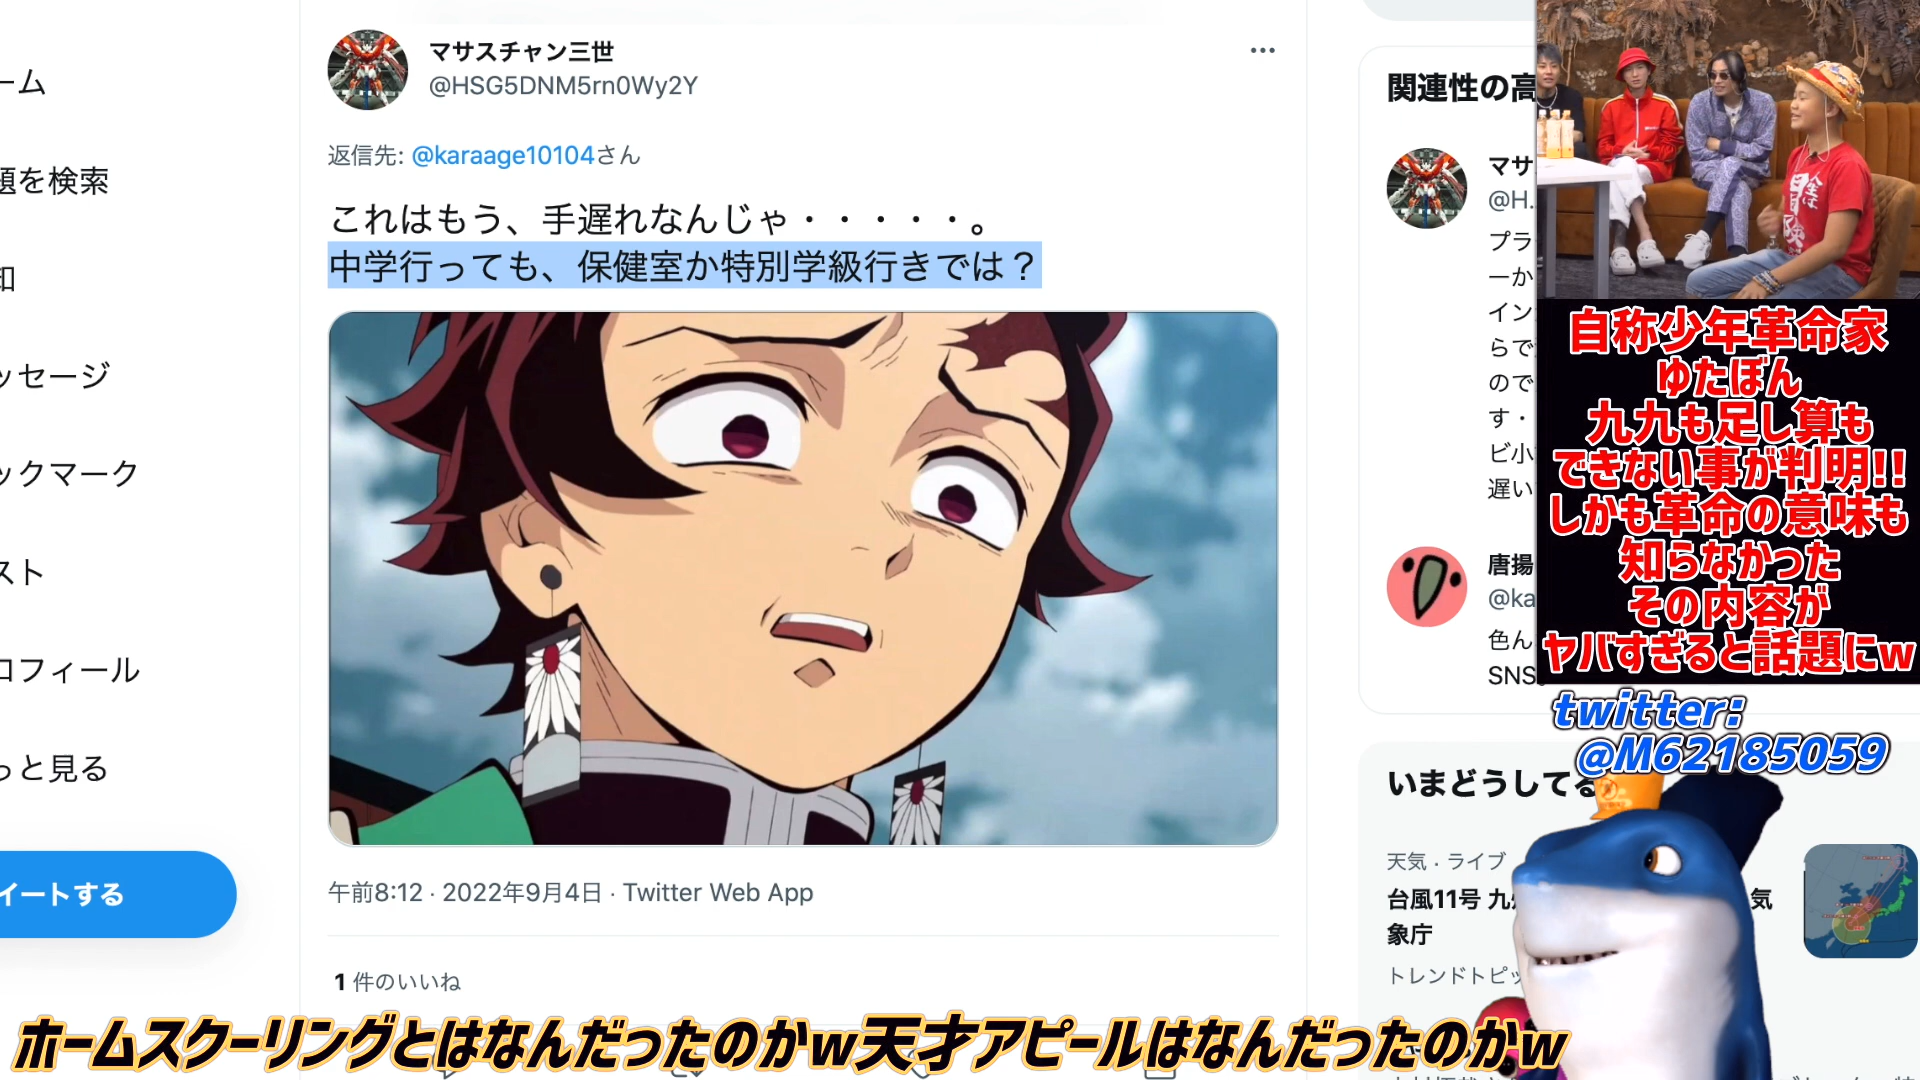 ーム
題を検索
知
ッセージ
ックマーク
スト
ロフィール
っと見る
イートする
マサスチャン三世
@HSG5DNM5rn0Wy2Y
返信先: @karaage10104さん
これはもう、手遅れなんじゃ・・・・・。
中学行っても、保健室か特別学級行きでは？
午前8:12 · 2022年9月4日 · Twitter Web App
1 件のいいね
関連性の高
マサ
@H.
プラ
ーか
イン
らで
ので
す・
ビ小
遅い
唐揚
@ka
色ん
SNS
いまどうしてる
天気 · ライブ
台風11号 九
気
象庁
トレンドトピッ
人生は
自称少年革命家
ゆたぼん
九九も足し算も
できない事が判明!!
しかも革命の意味も
知らなかった
その内容が
ヤバすぎると話題にw
twitter:
@M62185059
ホームスクーリングとはなんだったのかw天才アピールはなんだったのかw